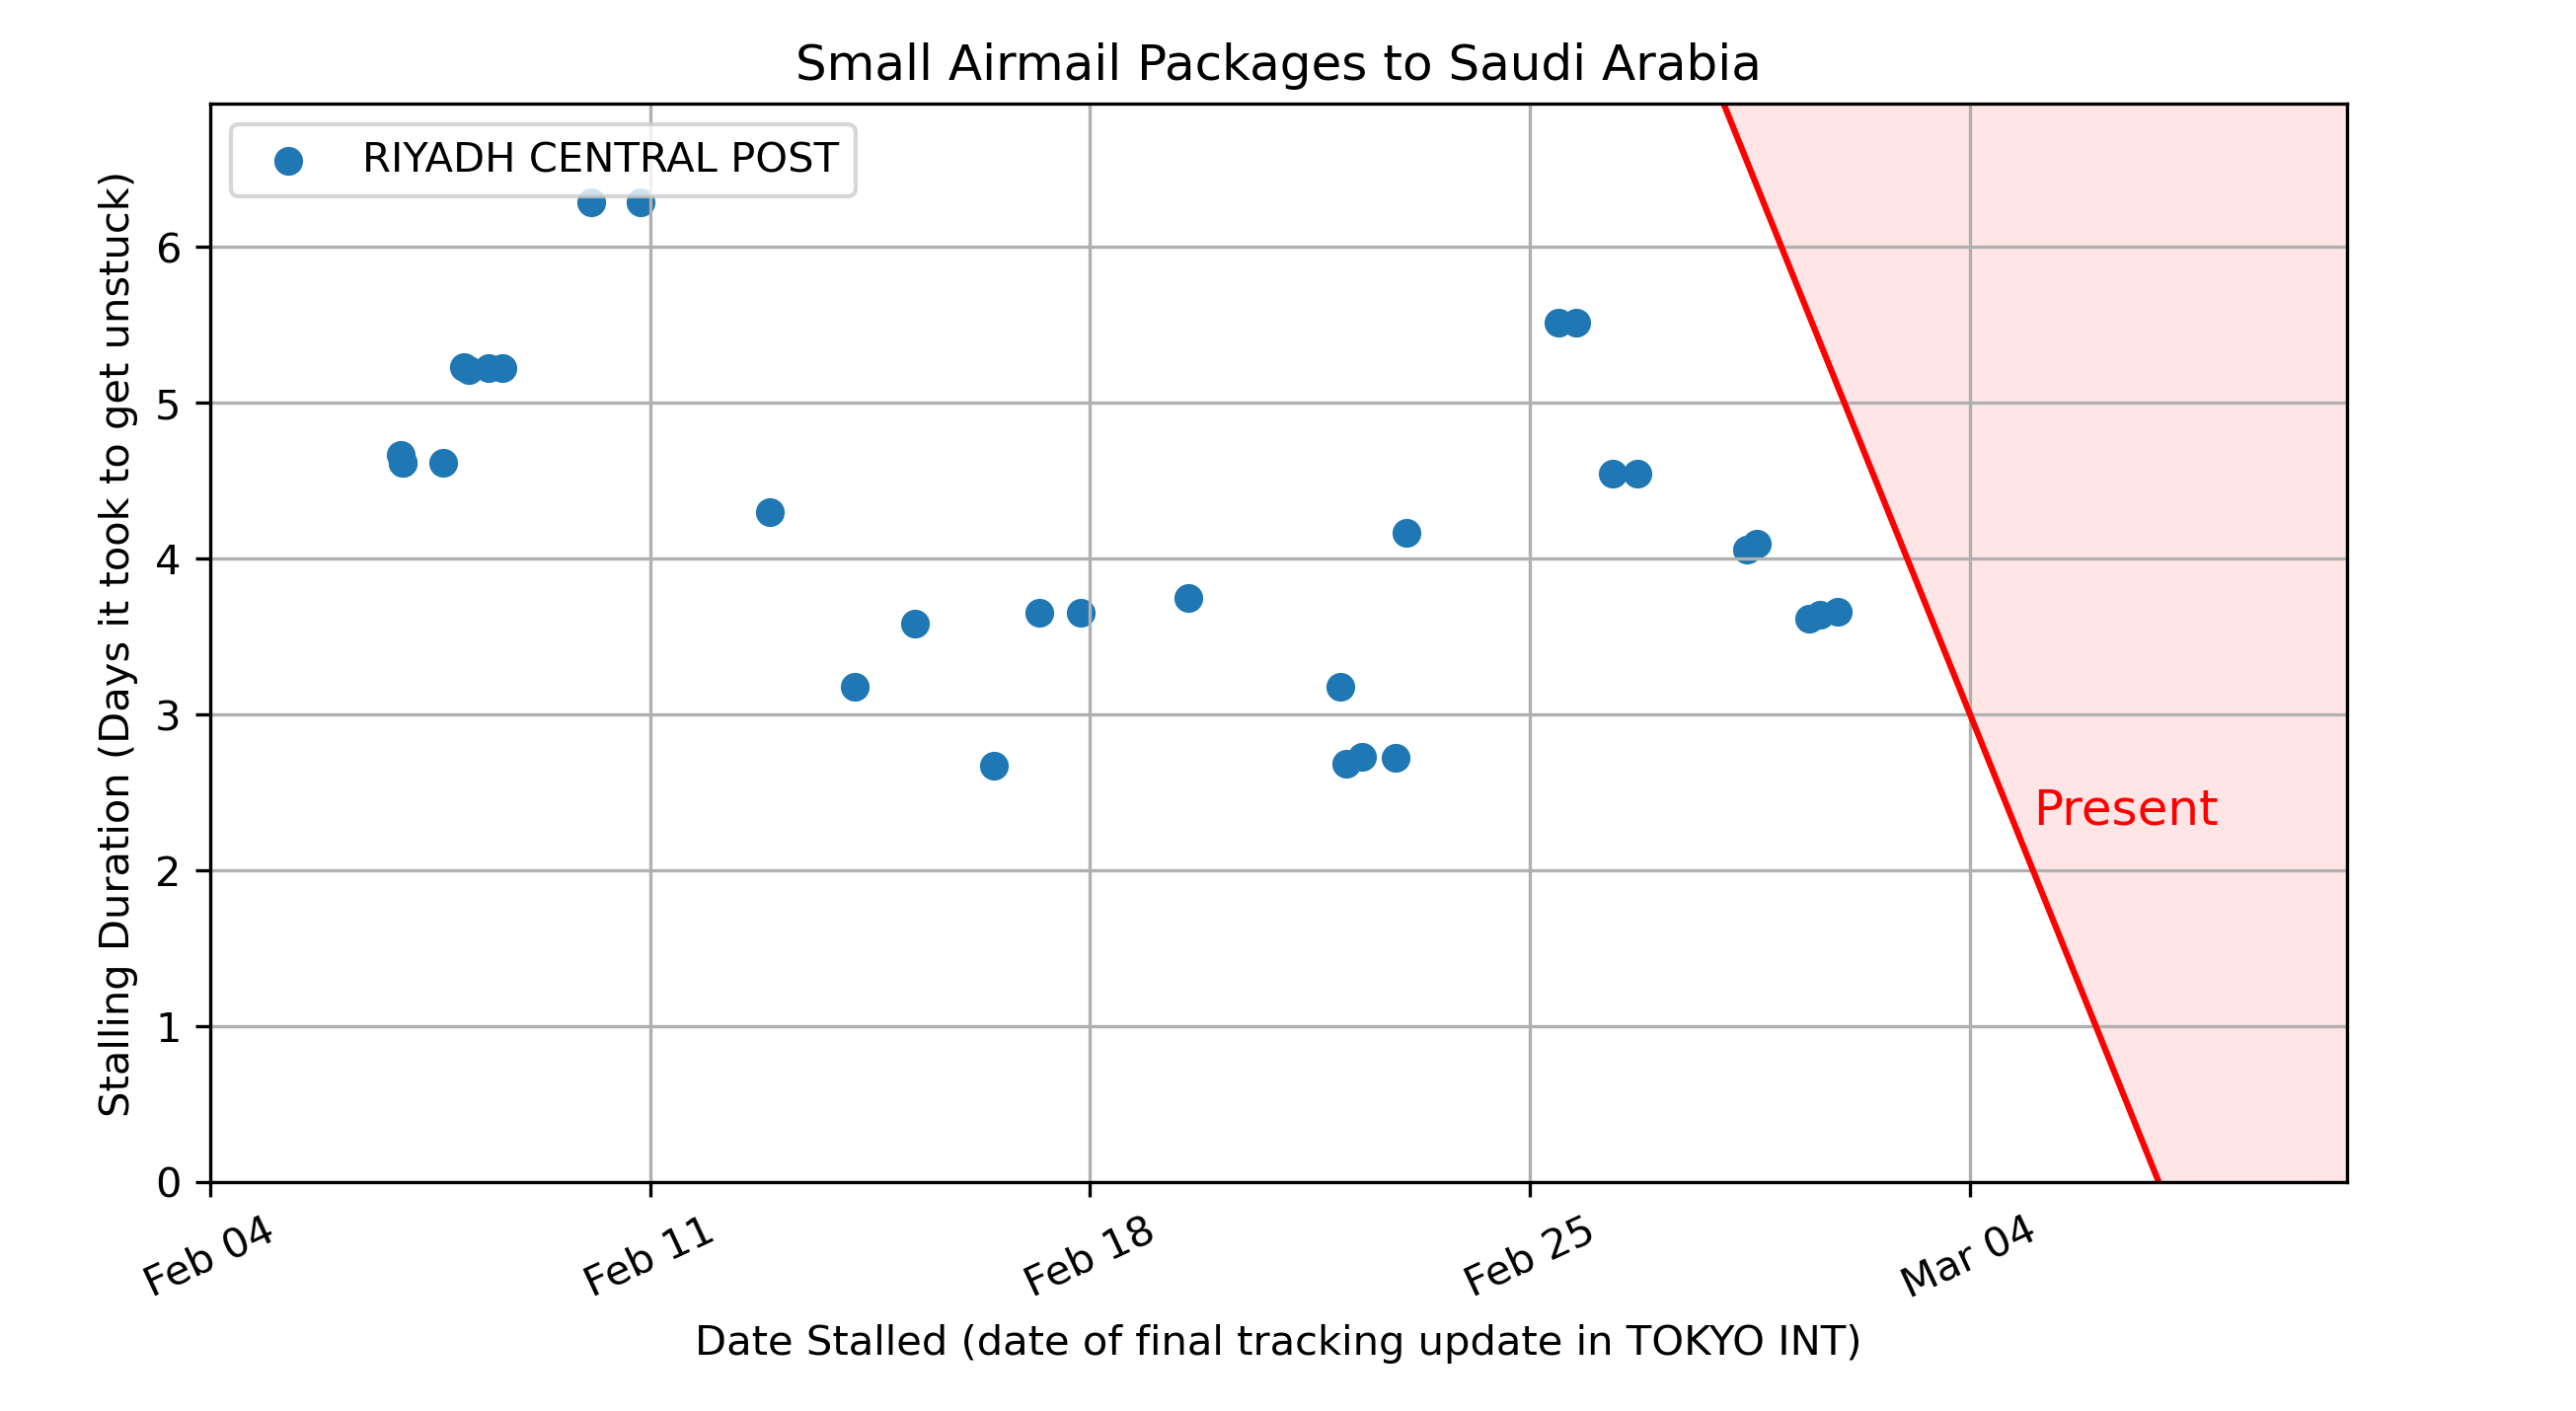 Small Airmail Packages to Saudi Arabia
RIYADH CENTRAL POST
Stalling Duration (Days it took to get unstuck)
6
5
4
3
2
1
0
Present
Feb 04
Feb 11
Feb 18
Feb 25
Mar 04
Date Stalled (date of final tracking update in TOKYO INT)